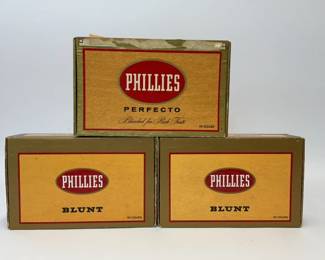 PHILLIES
PERFECTO
Blended for Rich Taste
PHILLIES
BLUNT
PHILLIES
BLUNT